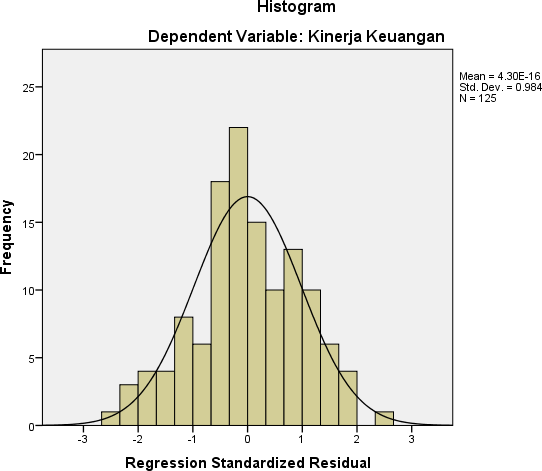 Histogram
Dependent Variable: Kinerja Keuangan
Mean = 4.30E-16
Std. Dev. = 0.984
N = 125
Frequency
25
20
15
10
5
0
-3 -2 -1 0 1 2 3
Regression Standardized Residual